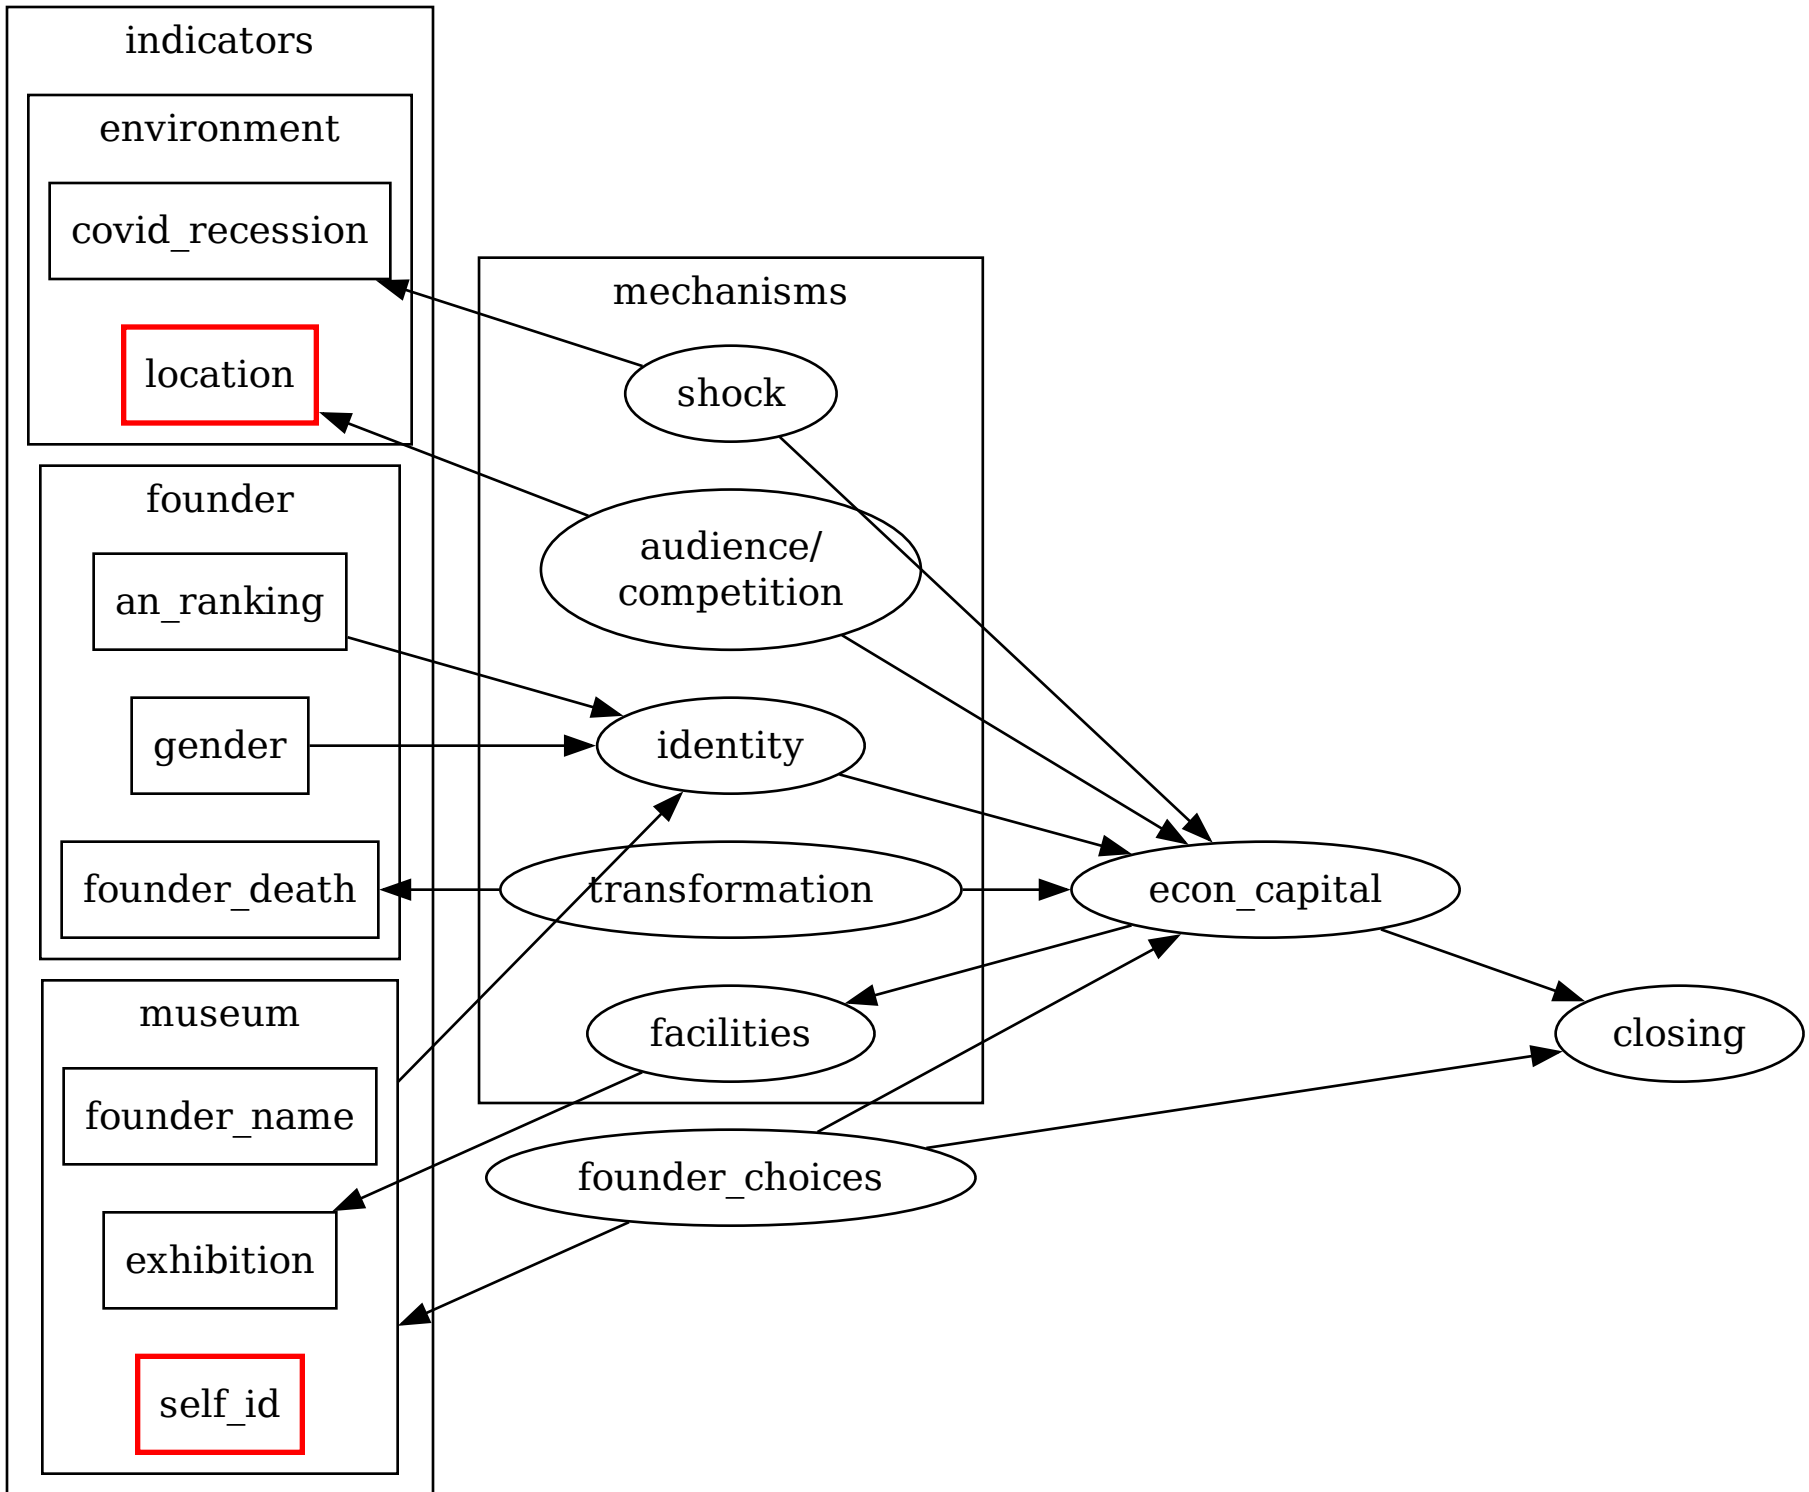 indicators
environment
covid_recession
location
founder
an_ranking
gender
founder_death
museum
founder_name
exhibition
self_id
mechanisms
shock
audience/
competition
identity
transformation
facilities
founder_choices
econ_capital
closing